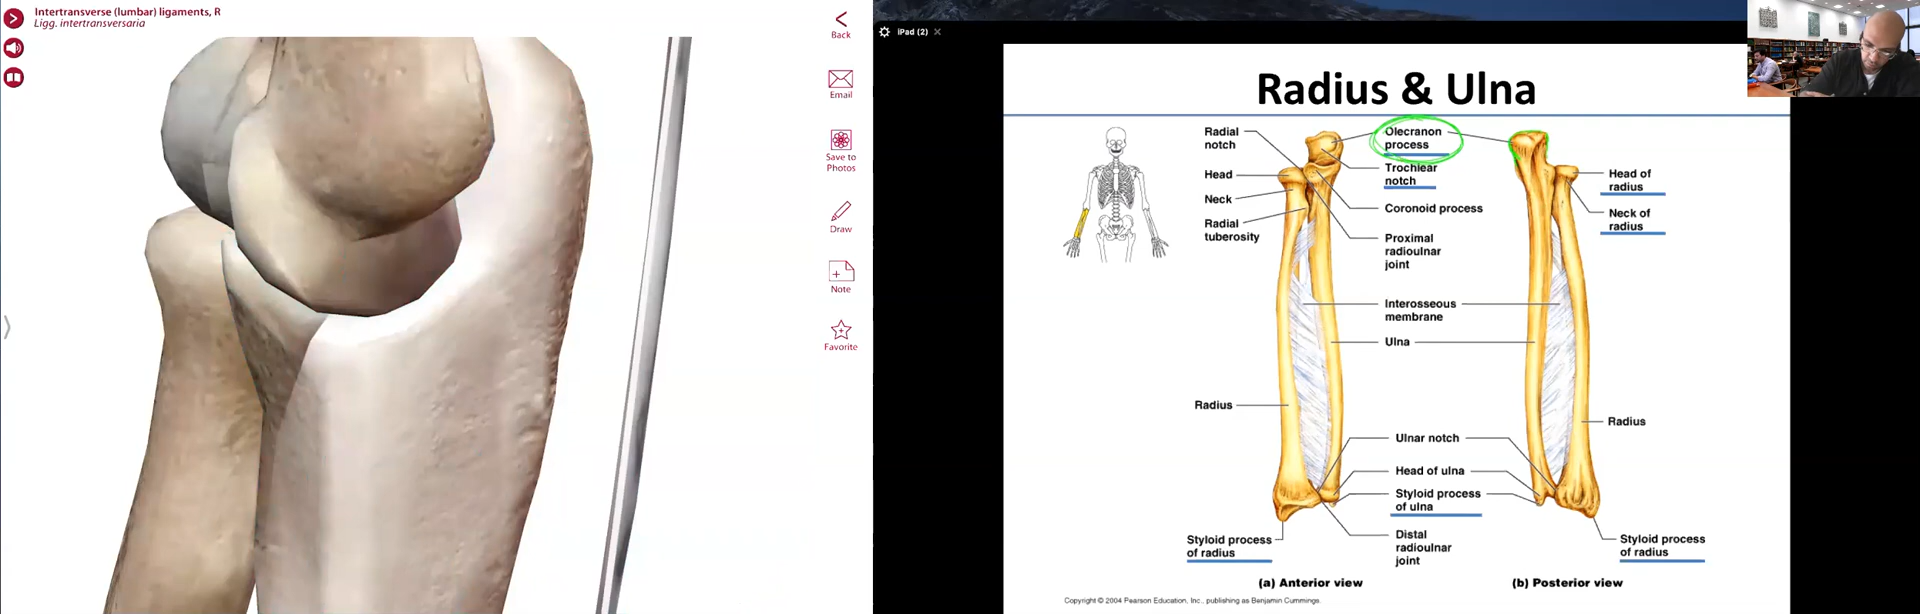 Intertransverse (lumbar) ligaments, R
Ligg. intertransversaria
Back
Email
Save to
Photos
Draw
Note
Favorite
iPad (2)
Radius & Ulna
Radial
notch
Head
Neck
Radial
tuberosity
Olecranon
process
Trochlear
notch
Coronoid process
Proximal
radioulnar
joint
Interosseous
membrane
Ulna
Radius
Ulnar notch
Head of ulna
Styloid process
of ulna
Distal
radioulnar
joint
Styloid process
of radius
(a) Anterior view
Head of
radius
Neck of
radius
Radius
Styloid process
of radius
(b) Posterior view
Copyright © 2004 Pearson Education, Inc., publishing as Benjamin Cummings.